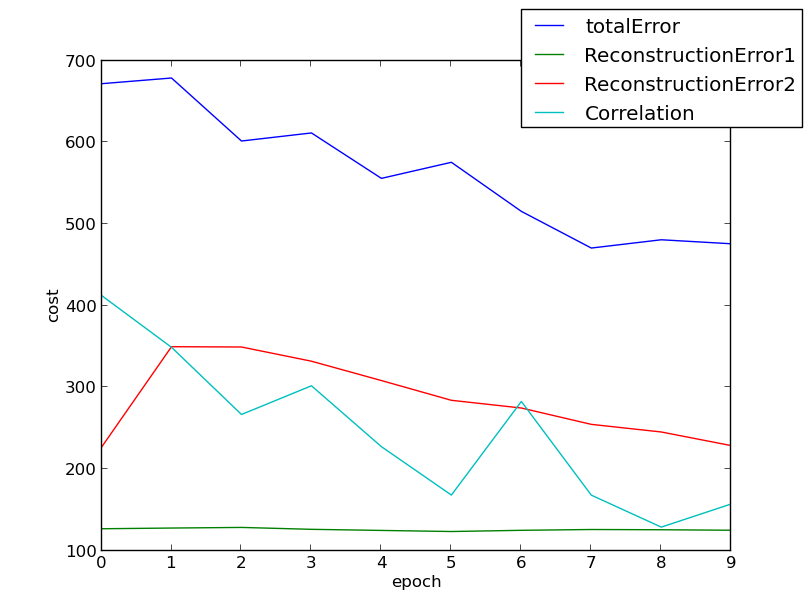 totalError
ReconstructionError1
ReconstructionError2
Correlation
700
600
500
400
300
200
100
cost
0 1 2 3 4 5 6 7 8 9
epoch